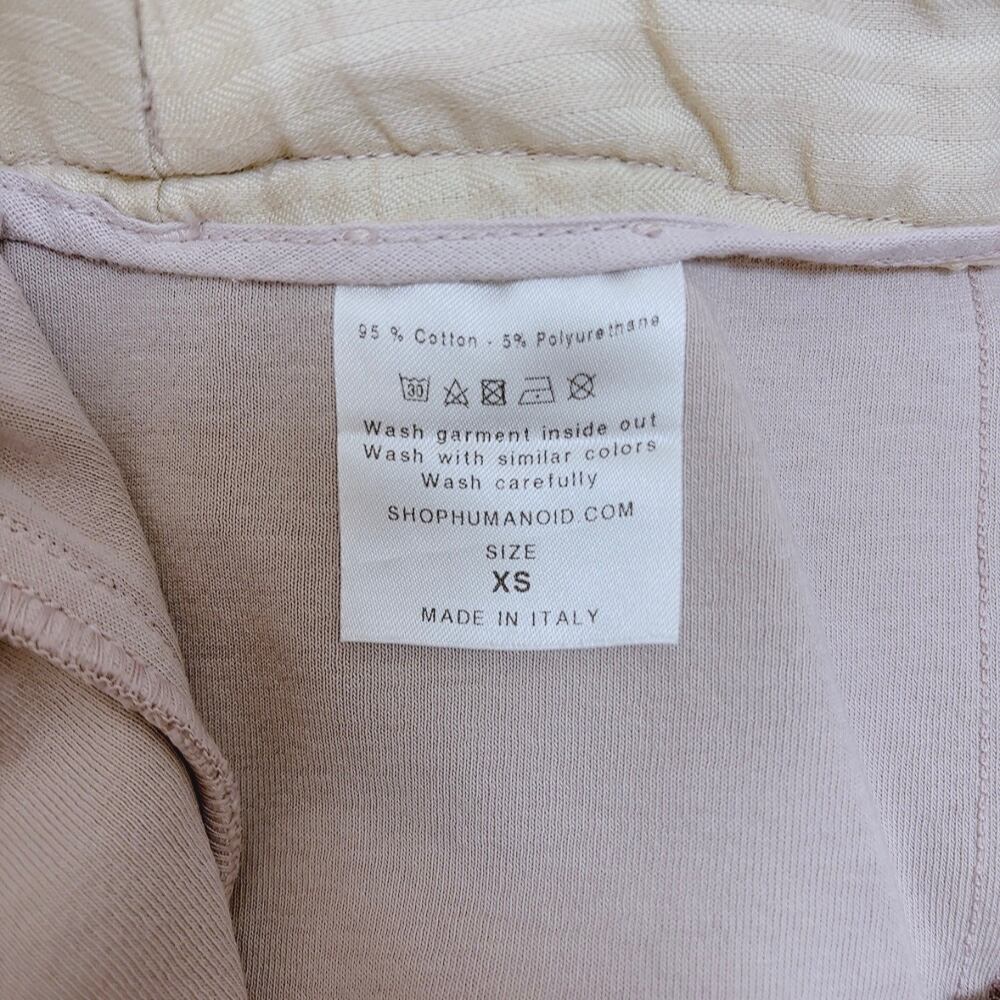 95 % Cotton - 5% Polyurethane
30
Wash garment inside out
Wash with similar colors
Wash carefully
SHOPHUMANOID.COM
SIZE
XS
MADE IN ITALY